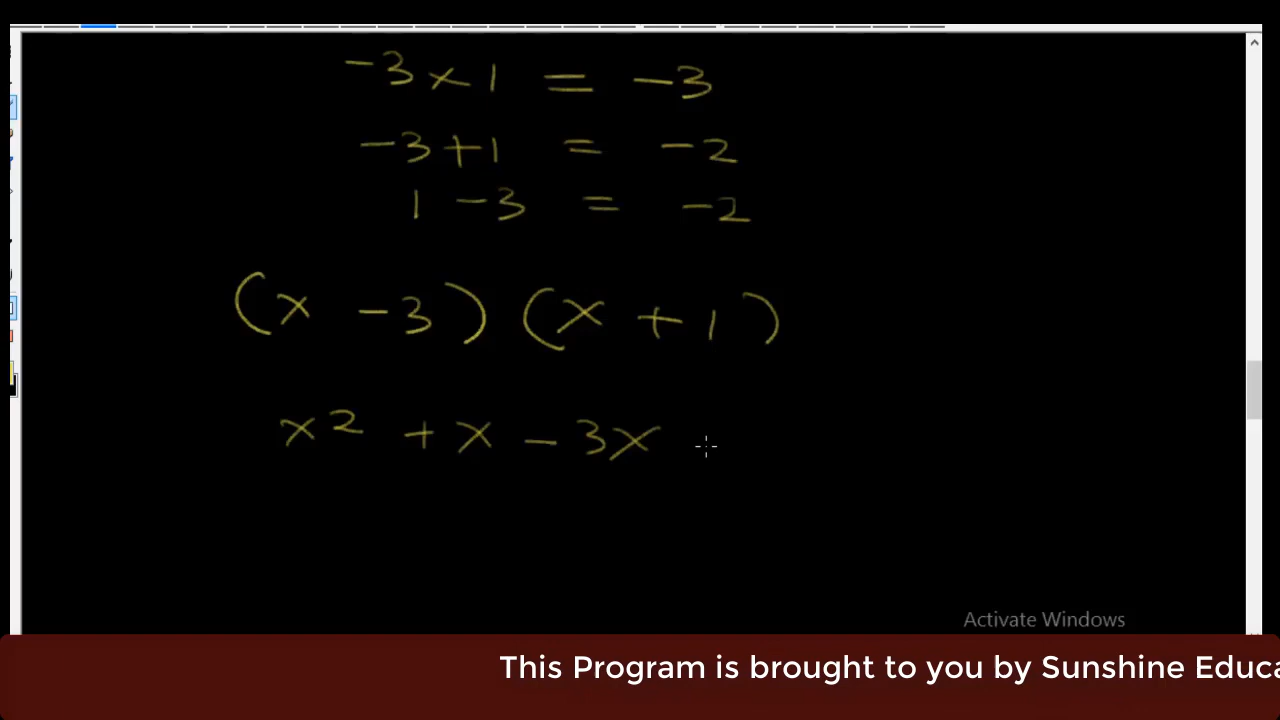 -3 x 1 = -3
-3 + 1 = -2
1 - 3 = -2
(x - 3) (x + 1)
x² + x - 3x
Activate Windows
This Program is brought to you by Sunshine Educa